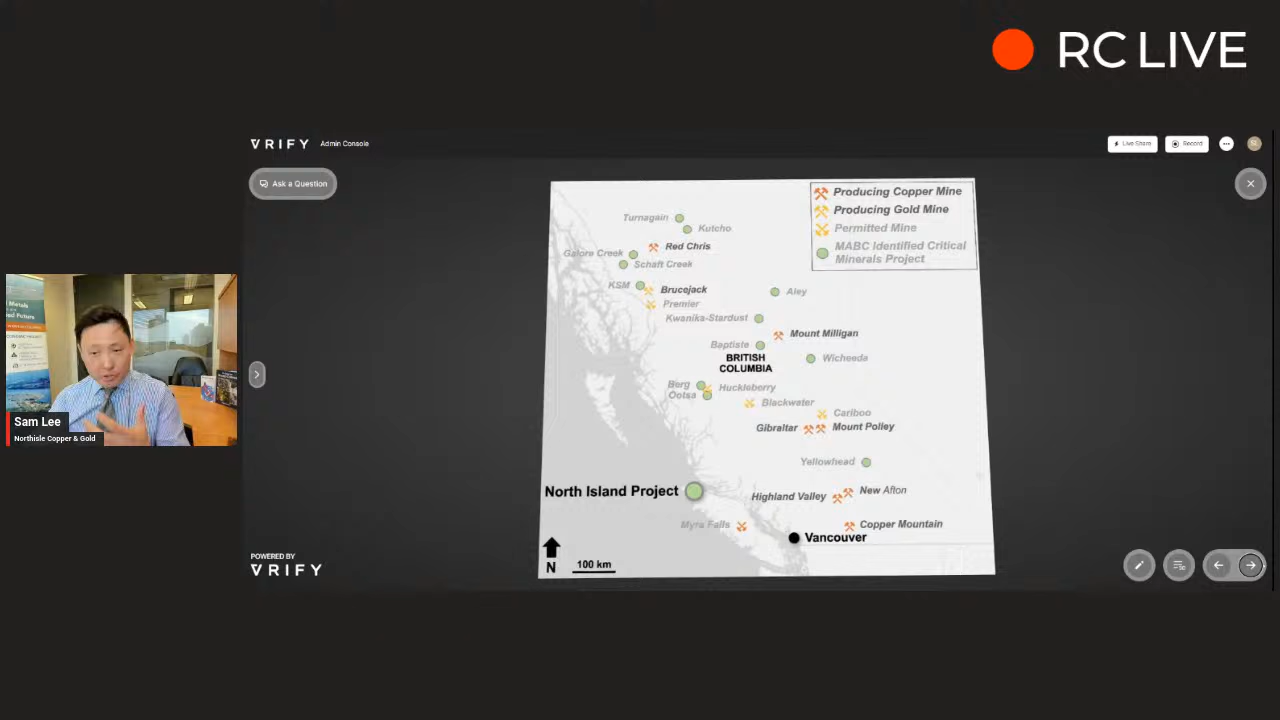 RC LIVE
VRIFY
Admin Console
Live Share
Record
Ask a Question
Producing Copper Mine
Producing Gold Mine
Permitted Mine
MABC Identified Critical
Minerals Project
Turnagain
Kutcho
Red Chris
Galore Creek
Schaft Creek
KSM
Brucejack
Aley
Premier
Kwanika-Stardust
Mount Milligan
Baptiste
BRITISH
COLUMBIA
Wicheeda
Berg
Huckleberry
Ootsa
Blackwater
Cariboo
Gibraltar
Mount Polley
Yellowhead
North Island Project
Highland Valley
New Afton
Myra Falls
Copper Mountain
Vancouver
N
100 km
Sam Lee
Northisle Copper & Gold
POWERED BY
VRIFY